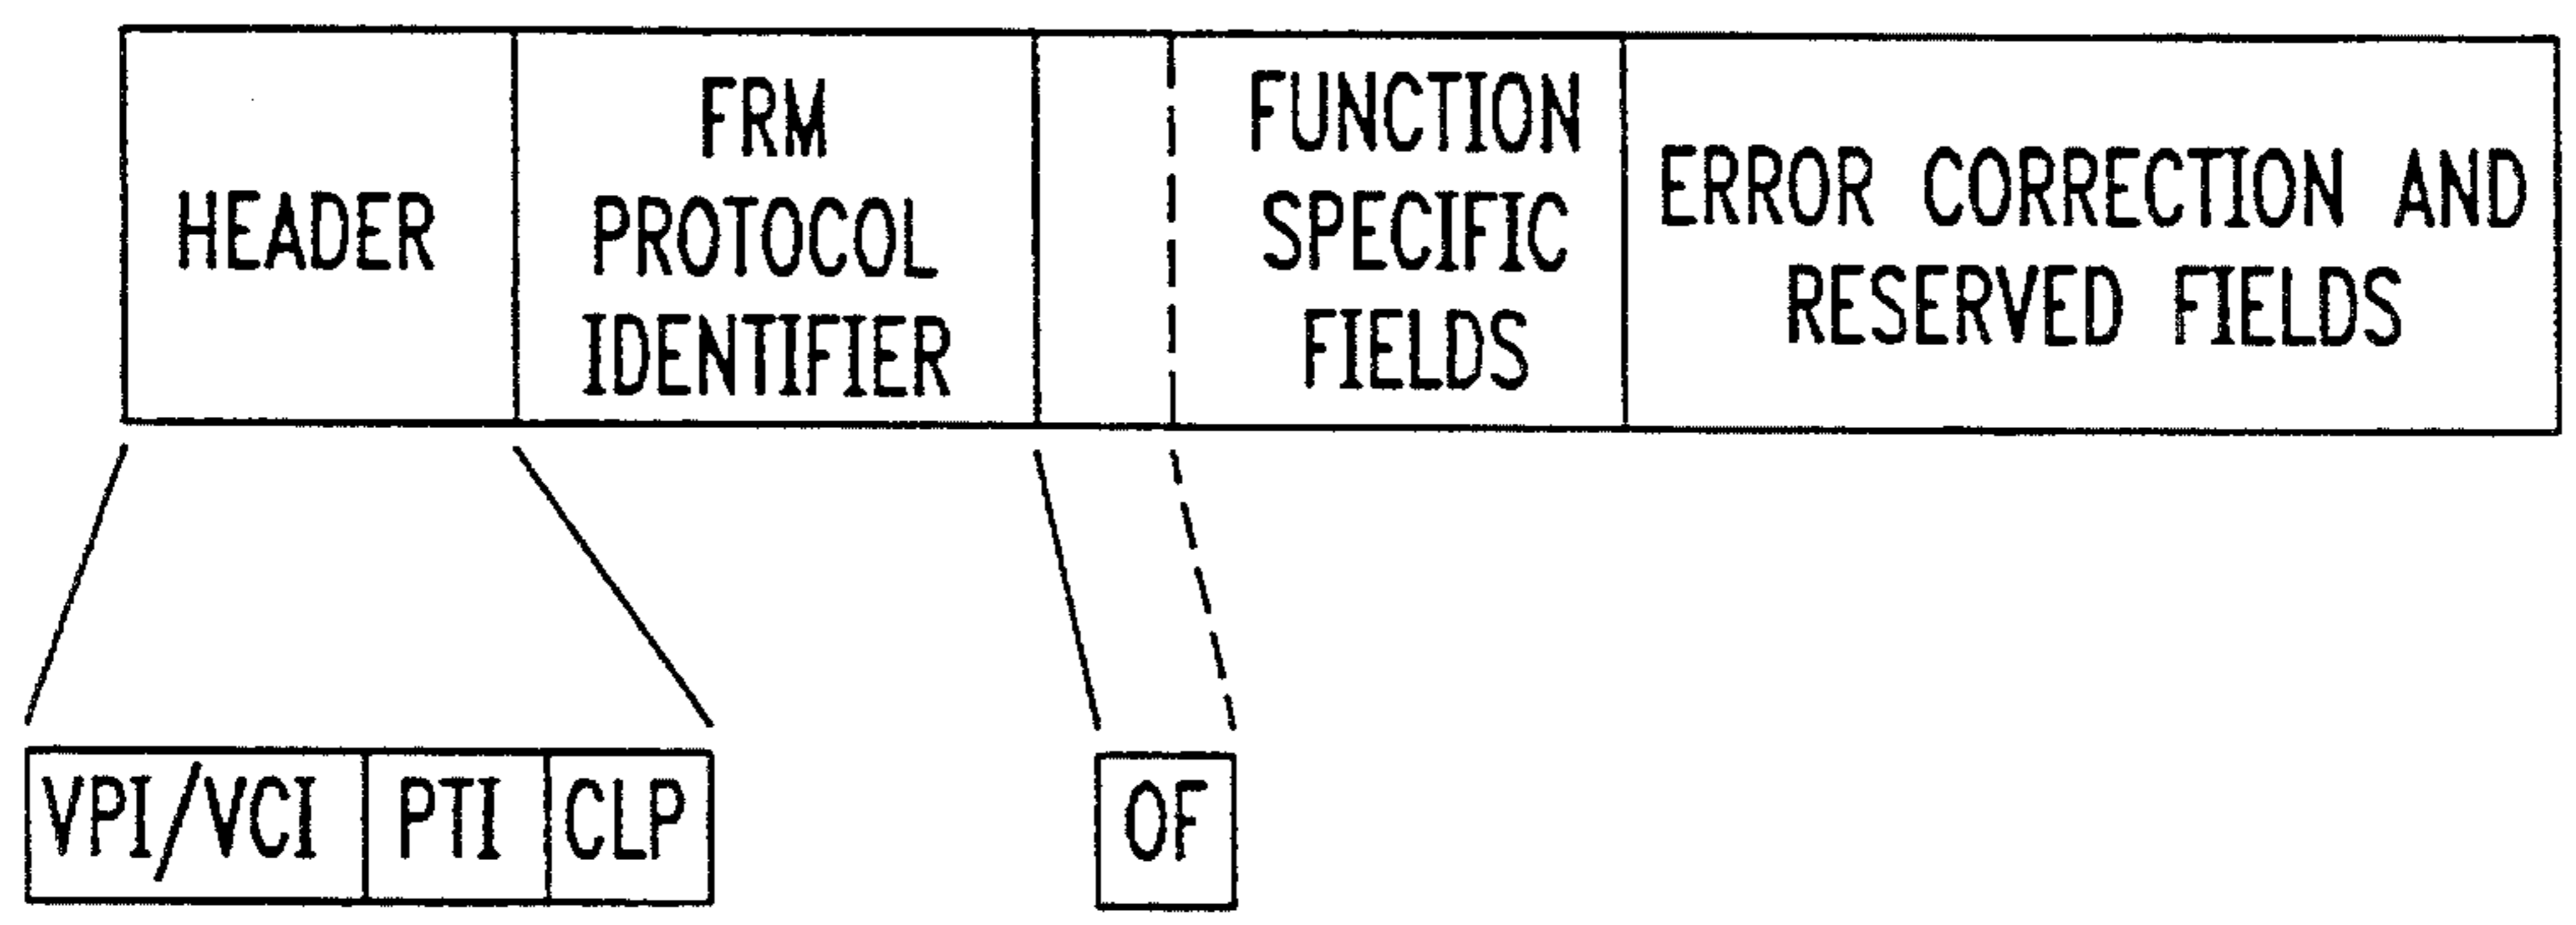 HEADER
FRM
PROTOCOL
IDENTIFIER
FUNCTION
SPECIFIC
FIELDS
ERROR CORRECTION AND
RESERVED FIELDS
VPI/VCI PTI CLP
OF